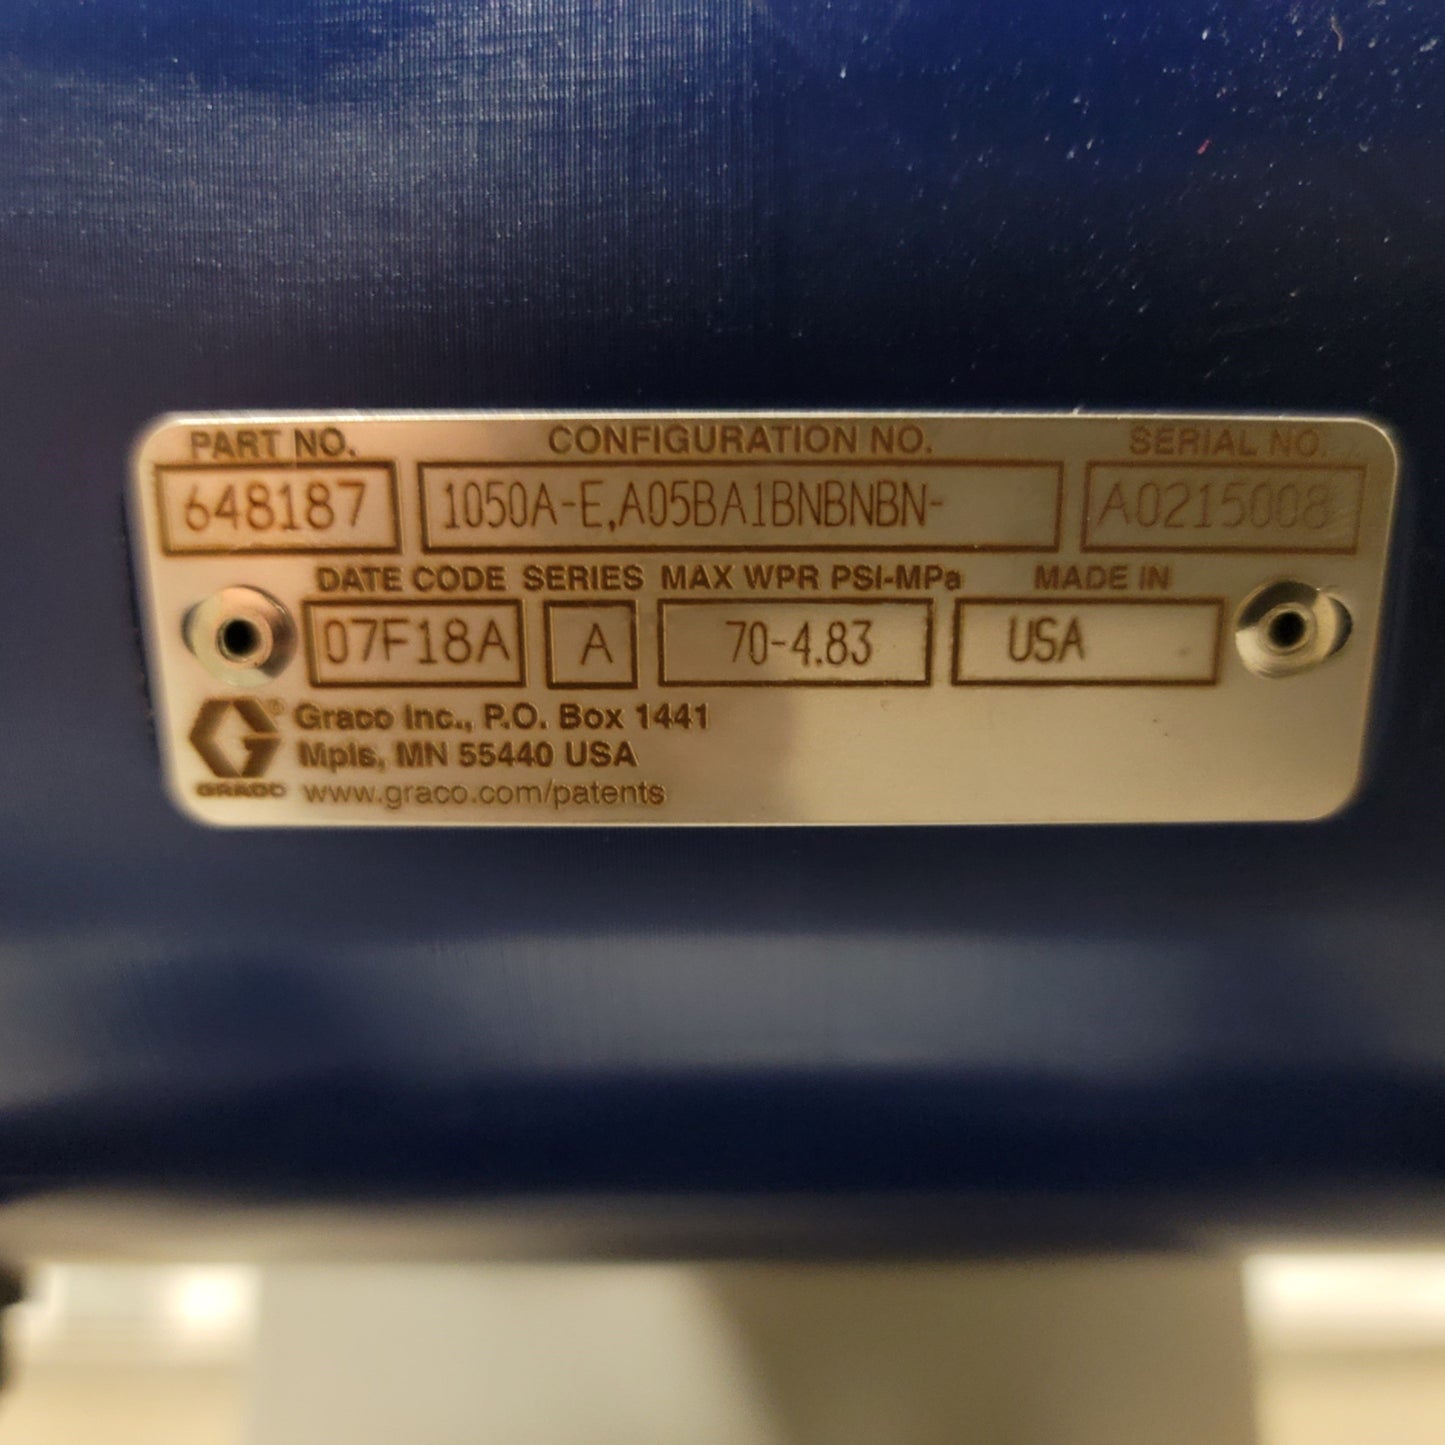 PART NO. CONFIGURATION NO. SERIAL NO.
648187 1050A-E,A05BA1BNBNBN- A0215008
DATE CODE SERIES MAX WPR PSI-MPa MADE IN
07F18A A 70-4.83 USA
® Graco Inc., P.O. Box 1441
Mpls, MN 55440 USA
GRACO www.graco.com/patents